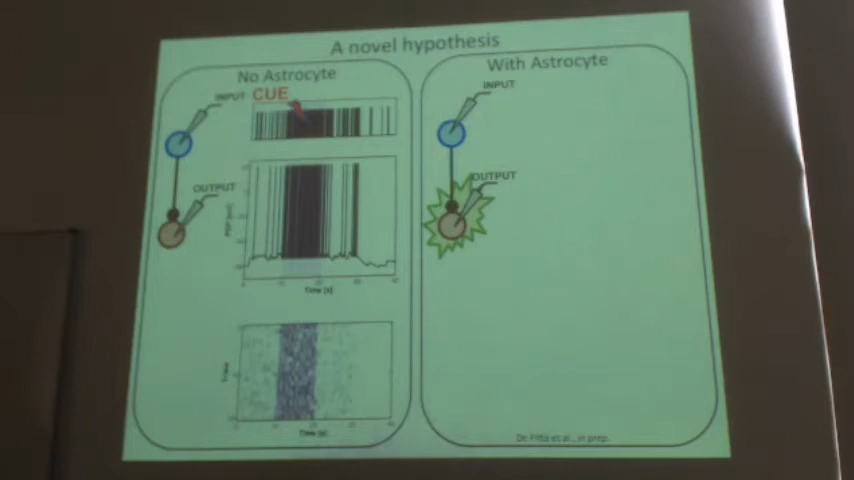 A novel hypothesis
No Astrocyte
INPUT CUE
OUTPUT
Time [s]
Time [s]
With Astrocyte
INPUT
OUTPUT
De Pittà et al., in prep.